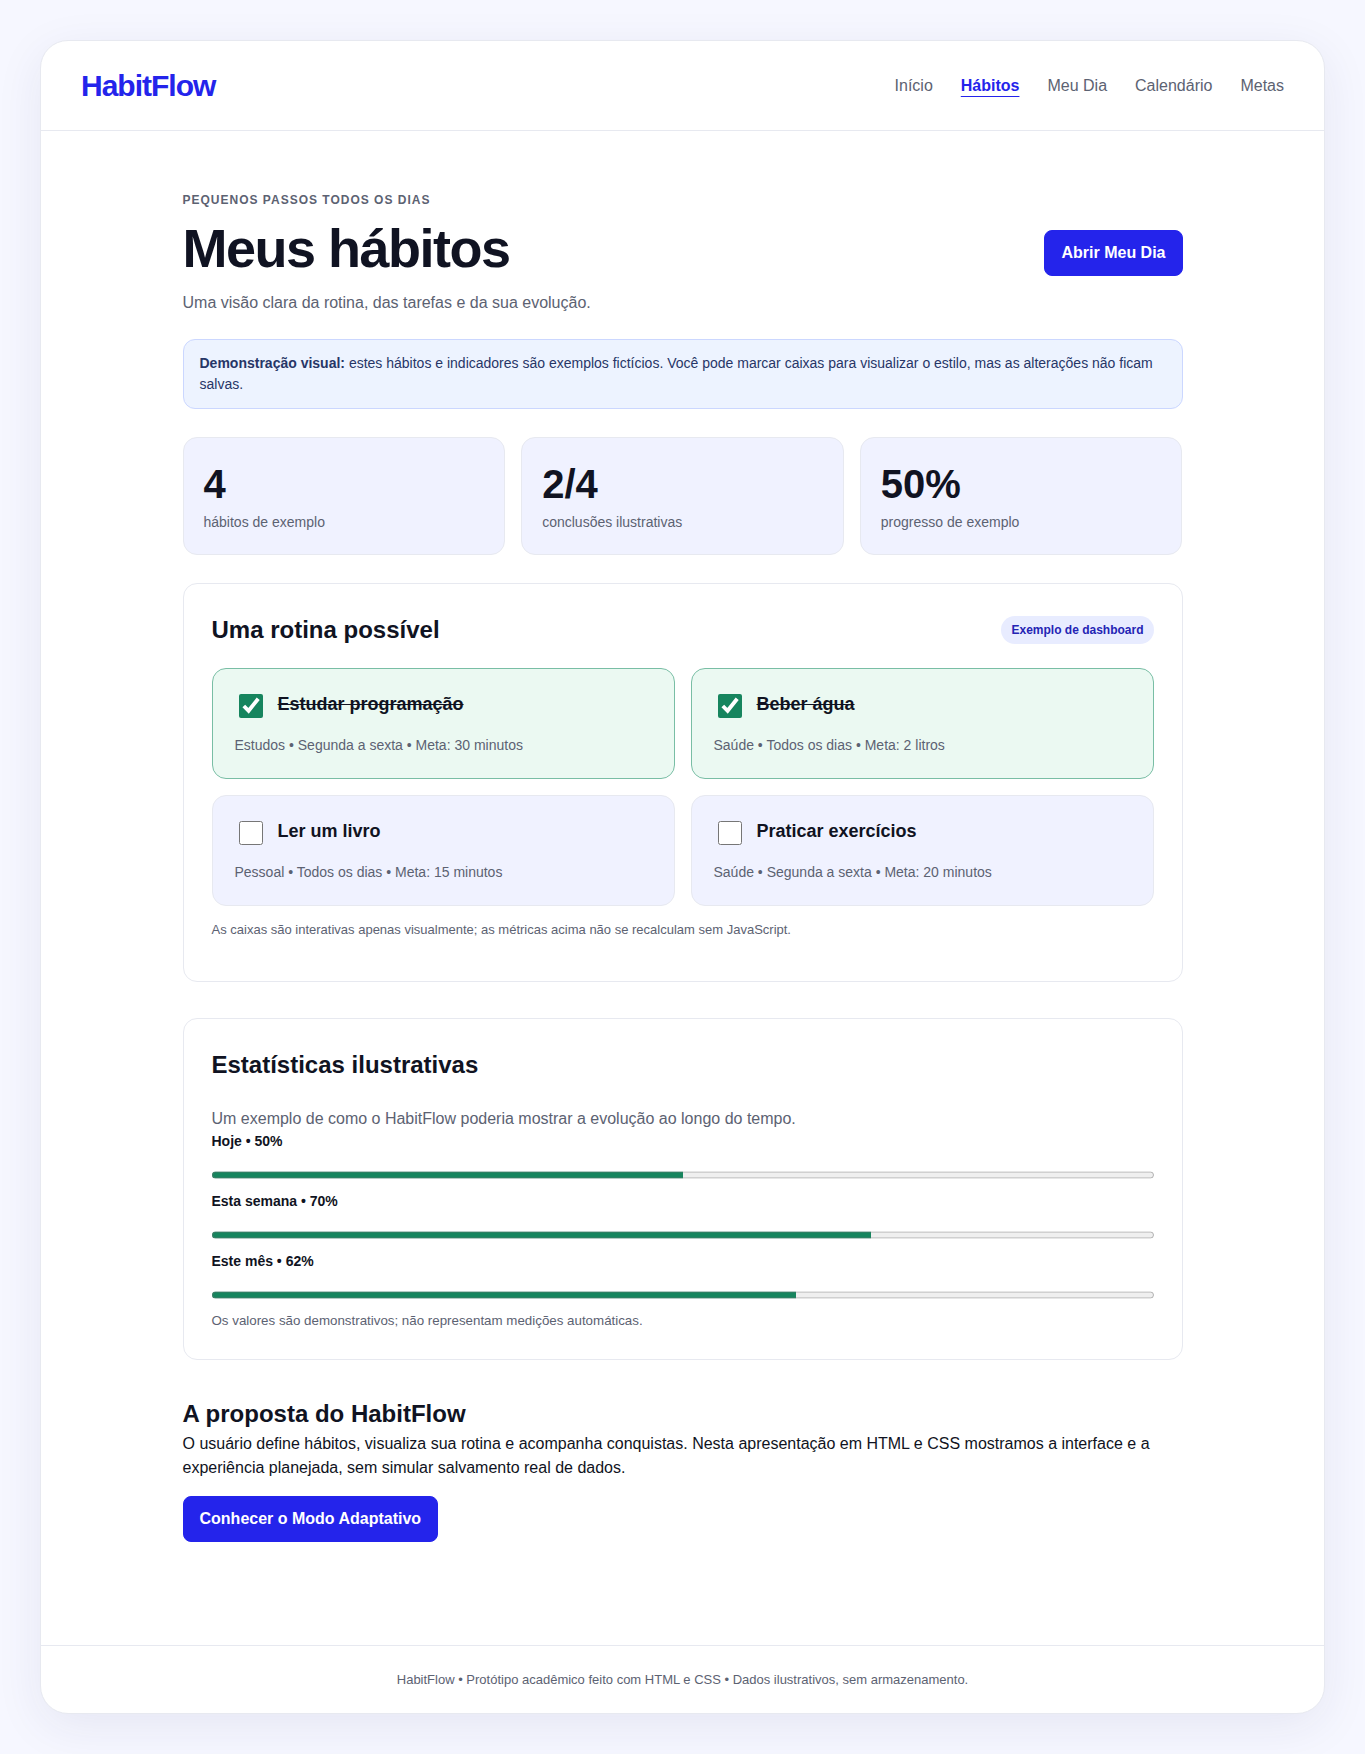 HabitFlow
Início Hábitos Meu Dia Calendário Metas
PEQUENOS PASSOS TODOS OS DIAS
Meus hábitos
Abrir Meu Dia
Uma visão clara da rotina, das tarefas e da sua evolução.
Demonstração visual: estes hábitos e indicadores são exemplos fictícios. Você pode marcar caixas para visualizar o estilo, mas as alterações não ficam
salvas.
4
hábitos de exemplo
2/4
conclusões ilustrativas
50%
progresso de exemplo
Uma rotina possível
Exemplo de dashboard
Estudar programação
Estudos • Segunda a sexta • Meta: 30 minutos
Beber água
Saúde • Todos os dias • Meta: 2 litros
Ler um livro
Pessoal • Todos os dias • Meta: 15 minutos
Praticar exercícios
Saúde • Segunda a sexta • Meta: 20 minutos
As caixas são interativas apenas visualmente; as métricas acima não se recalculam sem JavaScript.
Estatísticas ilustrativas
Um exemplo de como o HabitFlow poderia mostrar a evolução ao longo do tempo.
Hoje • 50%
Esta semana • 70%
Este mês • 62%
Os valores são demonstrativos; não representam medições automáticas.
A proposta do HabitFlow
O usuário define hábitos, visualiza sua rotina e acompanha conquistas. Nesta apresentação em HTML e CSS mostramos a interface e a
experiência planejada, sem simular salvamento real de dados.
Conhecer o Modo Adaptativo
HabitFlow • Protótipo acadêmico feito com HTML e CSS • Dados ilustrativos, sem armazenamento.